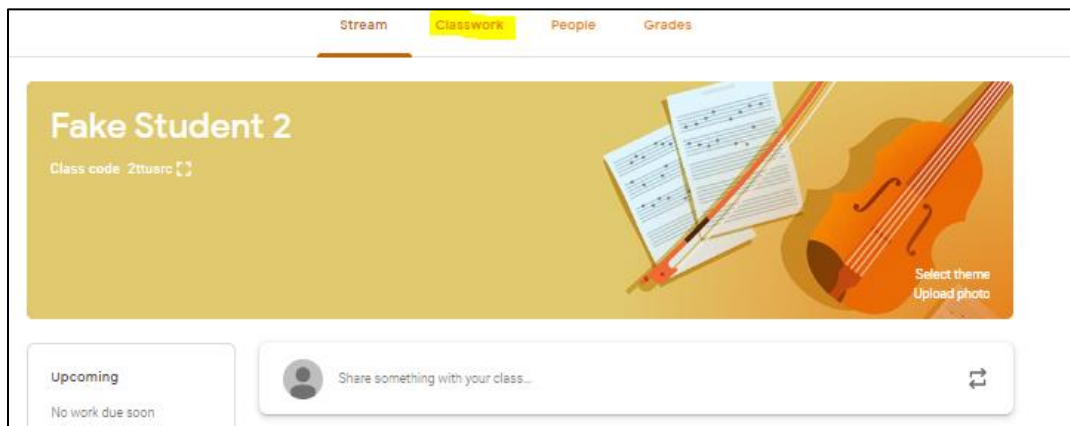 Stream Classwork People Grades
Fake Student 2
Class code 2ttusrc
Select theme
Upload photo
Upcoming
No work due soon
Share something with your class...